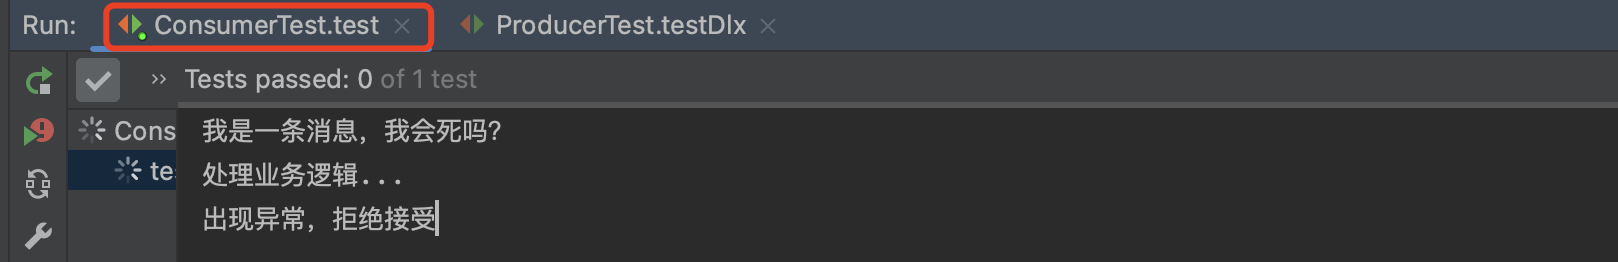 Run: ConsumerTest.test × ProducerTest.testDlx ×
>> Tests passed: 0 of 1 test
Cons 我是一条消息，我会死吗？
tes 处理业务逻辑...
出现异常，拒绝接受